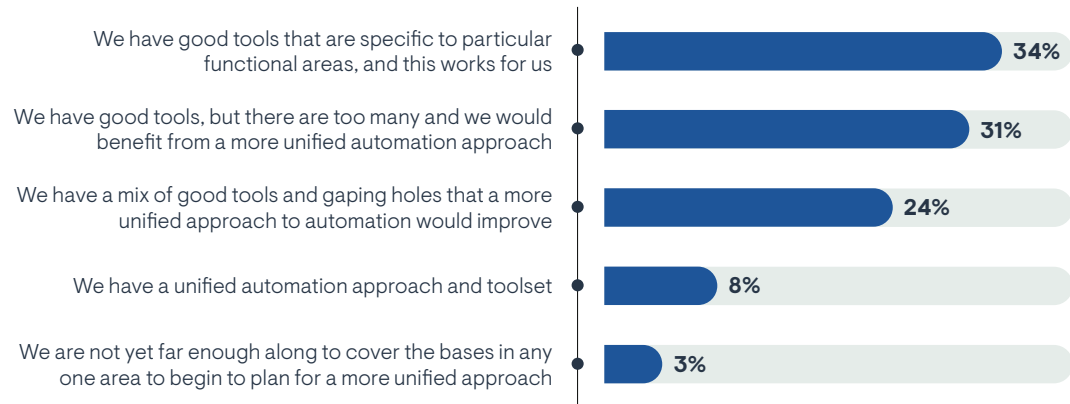 We have good tools that are specific to particular
functional areas, and this works for us
34%
We have good tools, but there are too many and we would
benefit from a more unified automation approach
31%
We have a mix of good tools and gaping holes that a more
unified approach to automation would improve
24%
We have a unified automation approach and toolset
8%
We are not yet far enough along to cover the bases in any
one area to begin to plan for a more unified approach
3%